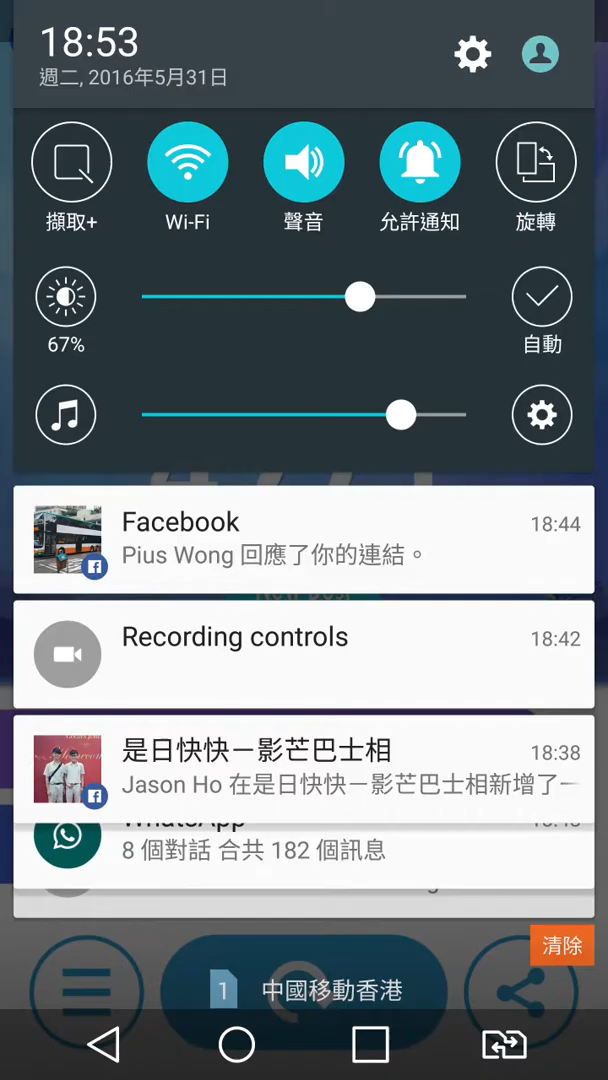 18:53
週二, 2016年5月31日
擷取+
Wi-Fi
聲音
允許通知
旋轉
67%
自動
Facebook
18:44
Pius Wong 回應了你的連結。
Recording controls
18:42
是日快快－影芒巴士相
18:38
Jason Ho 在是日快快－影芒巴士相新增了一
WhatsApp
8 個對話 合共 182 個訊息
清除
1 中國移動香港